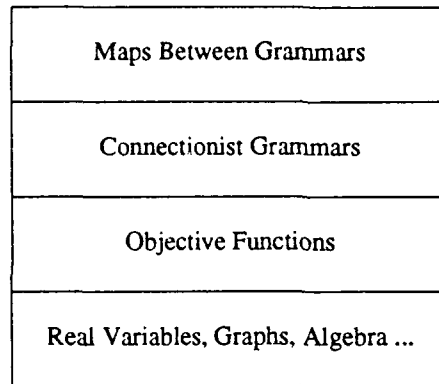 Maps Between Grammars
Connectionist Grammars
Objective Functions
Real Variables, Graphs, Algebra ...